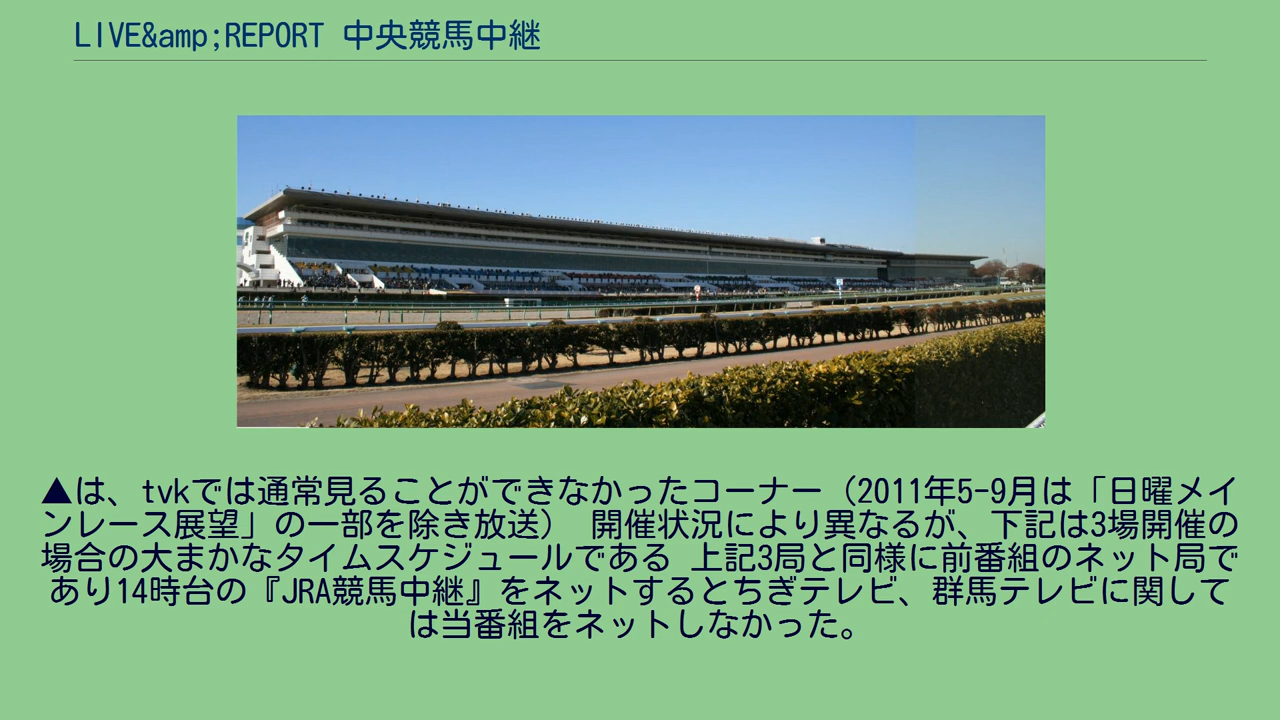 LIVE&amp;REPORT 中央競馬中継
▲は、tvkでは通常見ることができなかったコーナー（2011年5-9月は「日曜メイ
ンレース展望」の一部を除き放送） 開催状況により異なるが、下記は3場開催の
場合の大まかなタイムスケジュールである 上記3局と同様に前番組のネット局で
あり14時台の『JRA競馬中継』をネットするとちぎテレビ、群馬テレビに関して
は当番組をネットしなかった。